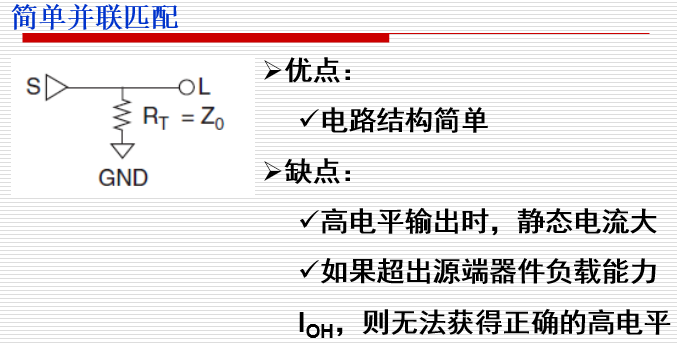 简单并联匹配
S
L
R_T = Z_0
GND
➢优点：
✓电路结构简单
➢缺点：
✓高电平输出时，静态电流大
✓如果超出源端器件负载能力
I_OH，则无法获得正确的高电平